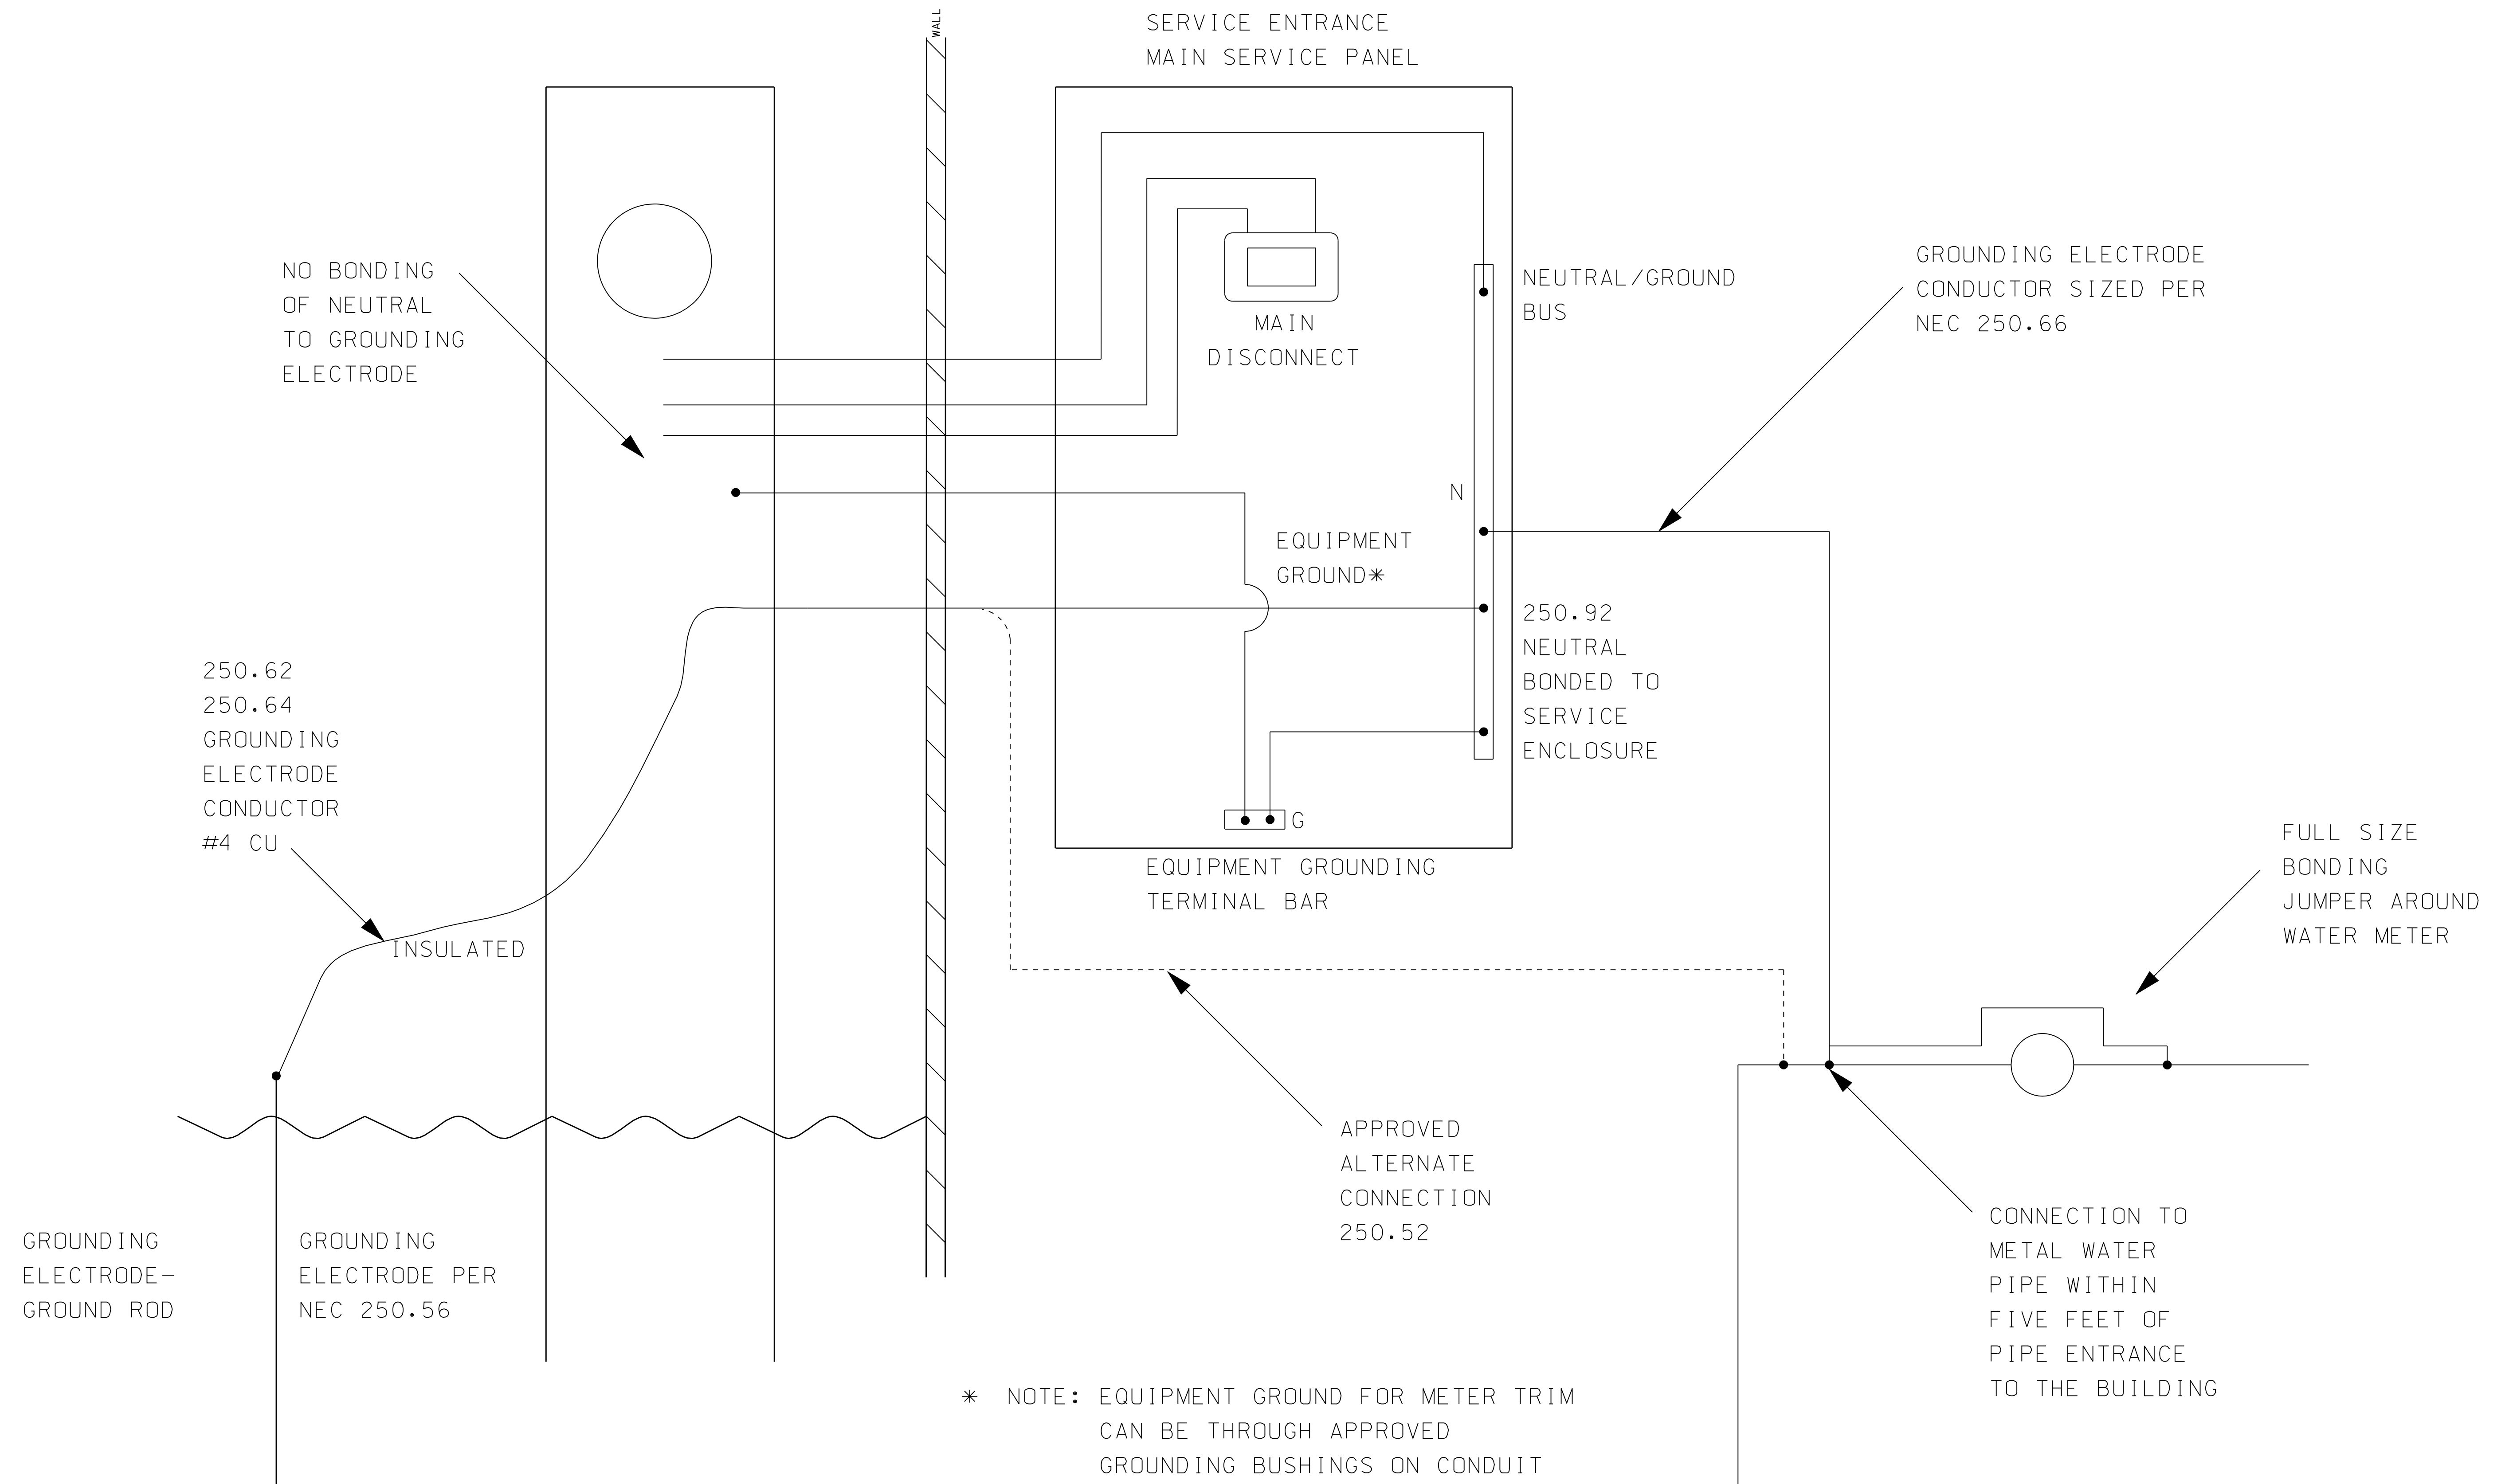 WALL
SERVICE ENTRANCE
MAIN SERVICE PANEL
NO BONDING
OF NEUTRAL
TO GROUNDING
ELECTRODE
MAIN
DISCONNECT
NEUTRAL/GROUND
BUS
GROUNDING ELECTRODE
CONDUCTOR SIZED PER
NEC 250.66
N
EQUIPMENT
GROUND*
250.92
NEUTRAL
BONDED TO
SERVICE
ENCLOSURE
250.62
250.64
GROUNDING
ELECTRODE
CONDUCTOR
#4 CU
INSULATED
G
EQUIPMENT GROUNDING
TERMINAL BAR
FULL SIZE
BONDING
JUMPER AROUND
WATER METER
APPROVED
ALTERNATE
CONNECTION
250.52
CONNECTION TO
METAL WATER
PIPE WITHIN
FIVE FEET OF
PIPE ENTRANCE
TO THE BUILDING
GROUNDING
ELECTRODE-
GROUND ROD
GROUNDING
ELECTRODE PER
NEC 250.56
* NOTE: EQUIPMENT GROUND FOR METER TRIM
CAN BE THROUGH APPROVED
GROUNDING BUSHINGS ON CONDUIT